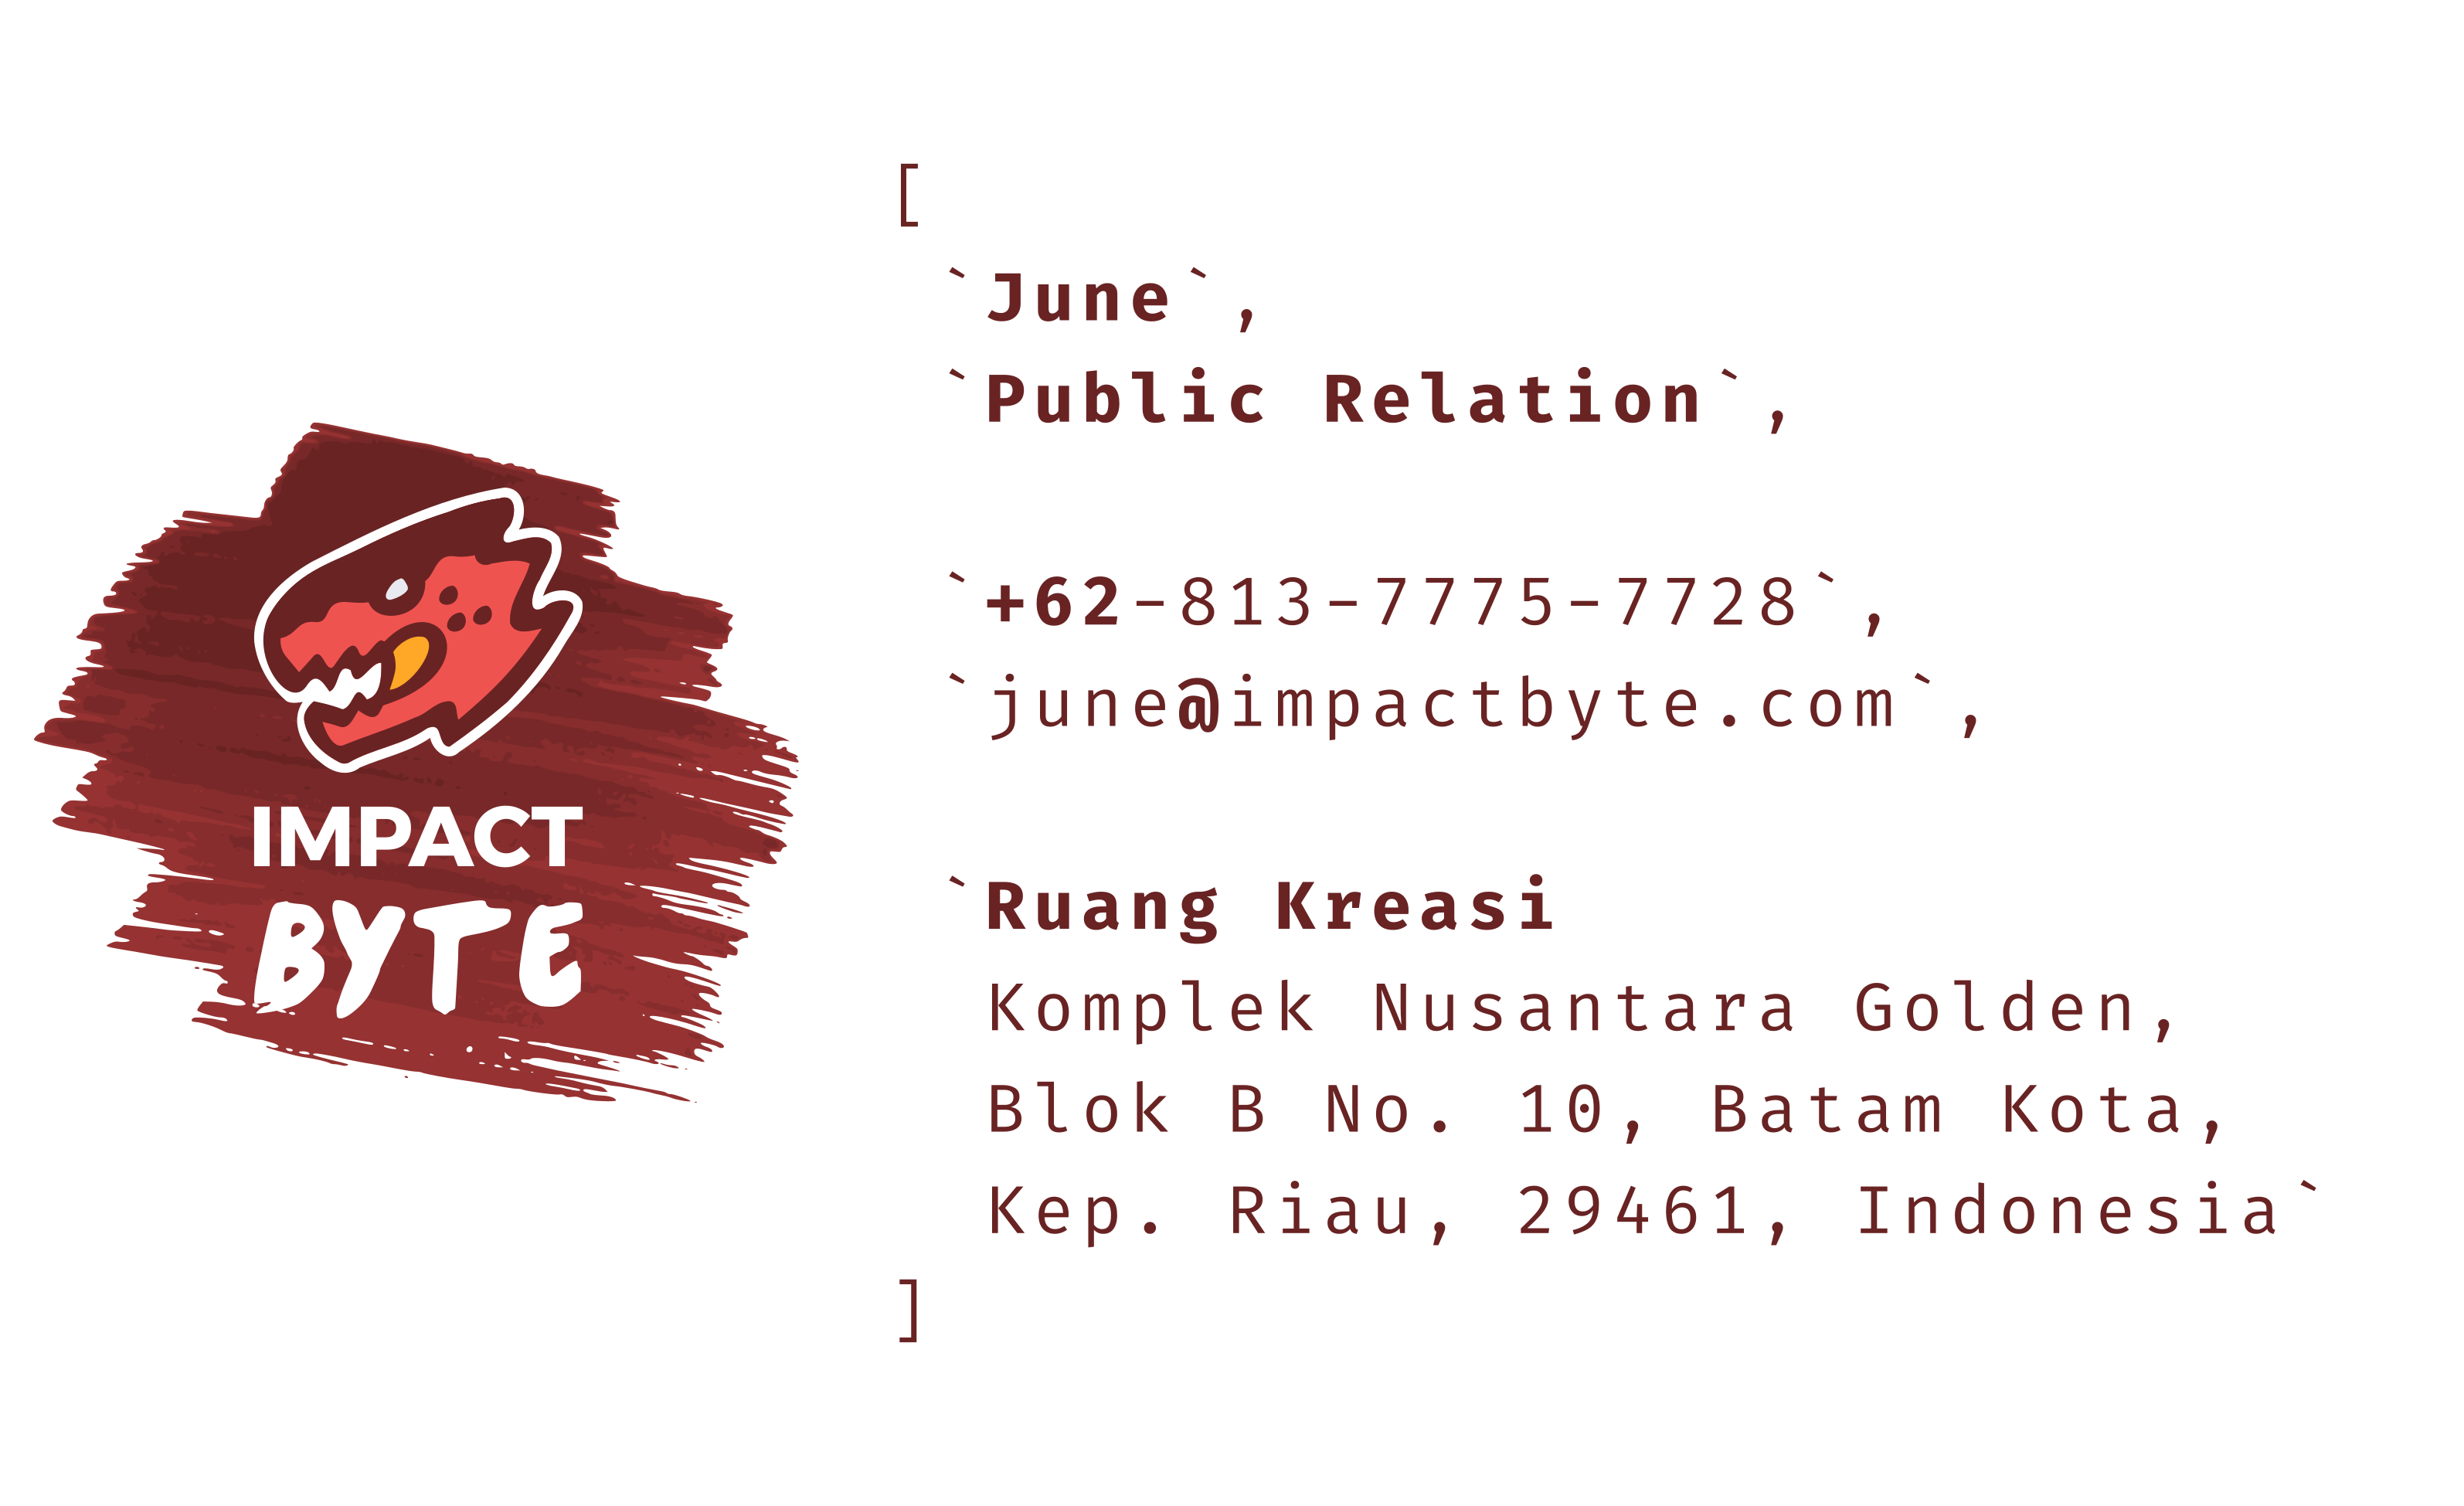 IMPACT
BYTE
[
`June`,
`Public Relation`,
`+62-813-7775-7728`,
`june@impactbyte.com`,
`Ruang Kreasi
Komplek Nusantara Golden,
Blok B No. 10, Batam Kota,
Kep. Riau, 29461, Indonesia`
]